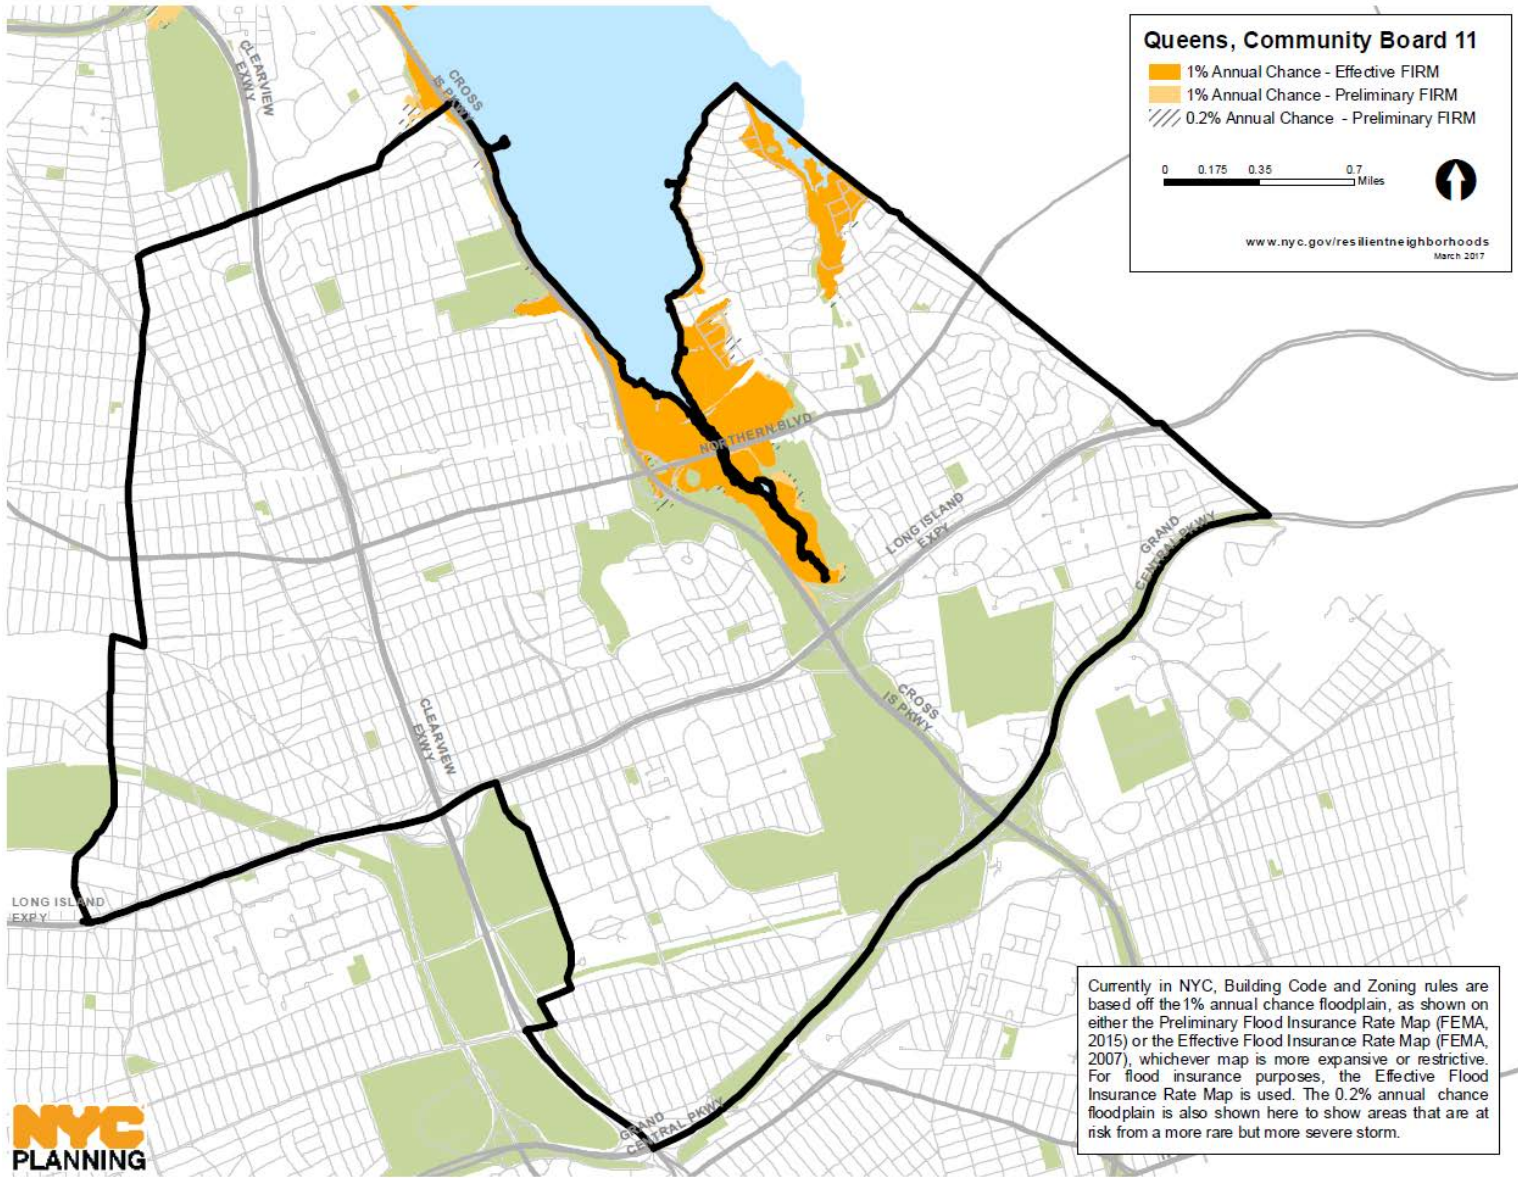 Queens, Community Board 11
1% Annual Chance - Effective FIRM
1% Annual Chance - Preliminary FIRM
0.2% Annual Chance - Preliminary FIRM
0 0.175 0.35 0.7
Miles
www.nyc.gov/resilientneighborhoods
March 2017
CLEARVIEW
EXWY
CROSS
IS PKWY
NORTHERN BLVD
LONG ISLAND
EXPY
GRAND
CENTRAL PKWY
CROSS
IS PKWY
CLEARVIEW
EXWY
LONG ISLAND
EXPY
GRAND
CENTRAL PKWY
Currently in NYC, Building Code and Zoning rules are
based off the 1% annual chance floodplain, as shown on
either the Preliminary Flood Insurance Rate Map (FEMA,
2015) or the Effective Flood Insurance Rate Map (FEMA,
2007), whichever map is more expansive or restrictive.
For flood insurance purposes, the Effective Flood
Insurance Rate Map is used. The 0.2% annual chance
floodplain is also shown here to show areas that are at
risk from a more rare but more severe storm.
NYC
PLANNING